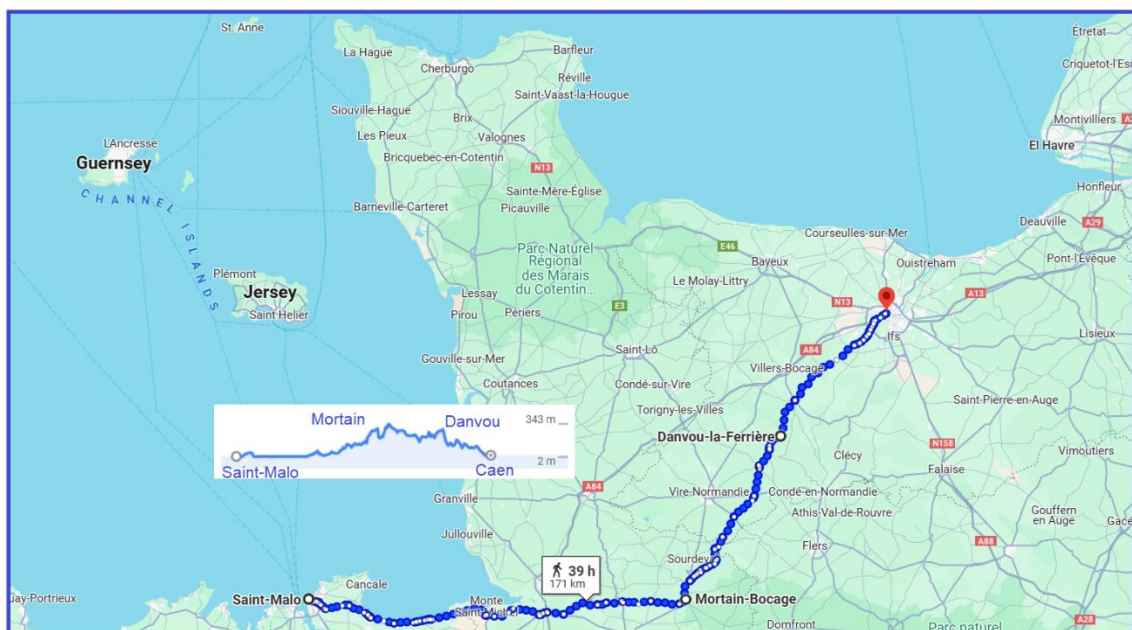 St. Anne
La Hague
Barfleur
Cherburgo
Réville
Saint-Vaast-la-Hougue
Siouville-Hague
Brix
Les Pieux
Valognes
Bricquebec-en-Cotentin
N13
L'Ancresse
Guernsey
CHANNEL ISLANDS
Sainte-Mère-Église
Picauville
Barneville-Carteret
Étretat
Montivilliers
El Havre
Honfleur
Deauville
A29
Pont-l'Évêque
Courseulles-sur-Mer
Ouistreham
E46
Bayeux
Le Molay-Littry
N13
A13
Ifs
Lisieux
Parc Naturel
Régional
des Marais
du Cotentin...
E3
Plémont
Jersey
Saint Helier
Lessay
Pirou
Périers
Saint-Lô
A84
Villers-Bocage
Gouville-sur-Mer
Coutances
Condé-sur-Vire
Torigny-les-Villes
Saint-Pierre-en-Auge
Mortain
Danvou
343 m
2 m
Saint-Malo
Caen
Danvou-la-Ferrière
Clécy
N158
Vimoutiers
Falaise
A84
Vire-Normandie
Condé-en-Normandie
Athis-Val-de-Rouvre
Gouffern
en Auge
Granville
Jullouville
Flers
A88
39 h
171 km
Cancale
Saint-Malo
Monte
Mortain-Bocage
Domfront
Parc naturel
A28